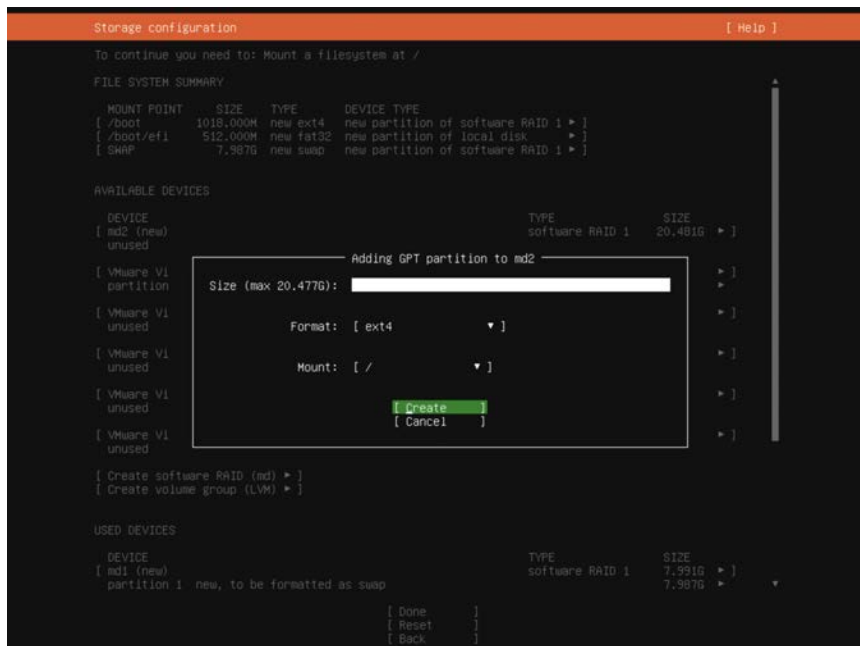 Storage configuration [ Help ]
To continue you need to: Mount a filesystem at /
FILE SYSTEM SUMMARY
MOUNT POINT SIZE TYPE DEVICE TYPE
[ /boot 1018.000M new ext4 new partition of software RAID 1 ▸ ]
[ /boot/efi 512.000M new fat32 new partition of local disk ▸ ]
[ SWAP 7.987G new swap new partition of software RAID 1 ▸ ]
AVAILABLE DEVICES
DEVICE TYPE SIZE
[ md2 (new) software RAID 1 20.481G ▸ ]
unused
Adding GPT partition to md2
[ VMware Vi ▸ ]
partition ▸
Size (max 20.477G):
[ VMware Vi ▸ ]
unused
Format: [ ext4 ▾ ]
[ VMware Vi ▸ ]
unused
Mount: [ / ▾ ]
[ VMware Vi ▸ ]
unused
[ Create ]
[ Cancel ]
[ VMware Vi ▸ ]
unused
[ Create software RAID (md) ▸ ]
[ Create volume group (LVM) ▸ ]
USED DEVICES
DEVICE TYPE SIZE
[ md1 (new) software RAID 1 7.991G ▸ ]
partition 1 new, to be formatted as swap 7.987G ▸
[ Done ]
[ Reset ]
[ Back ]